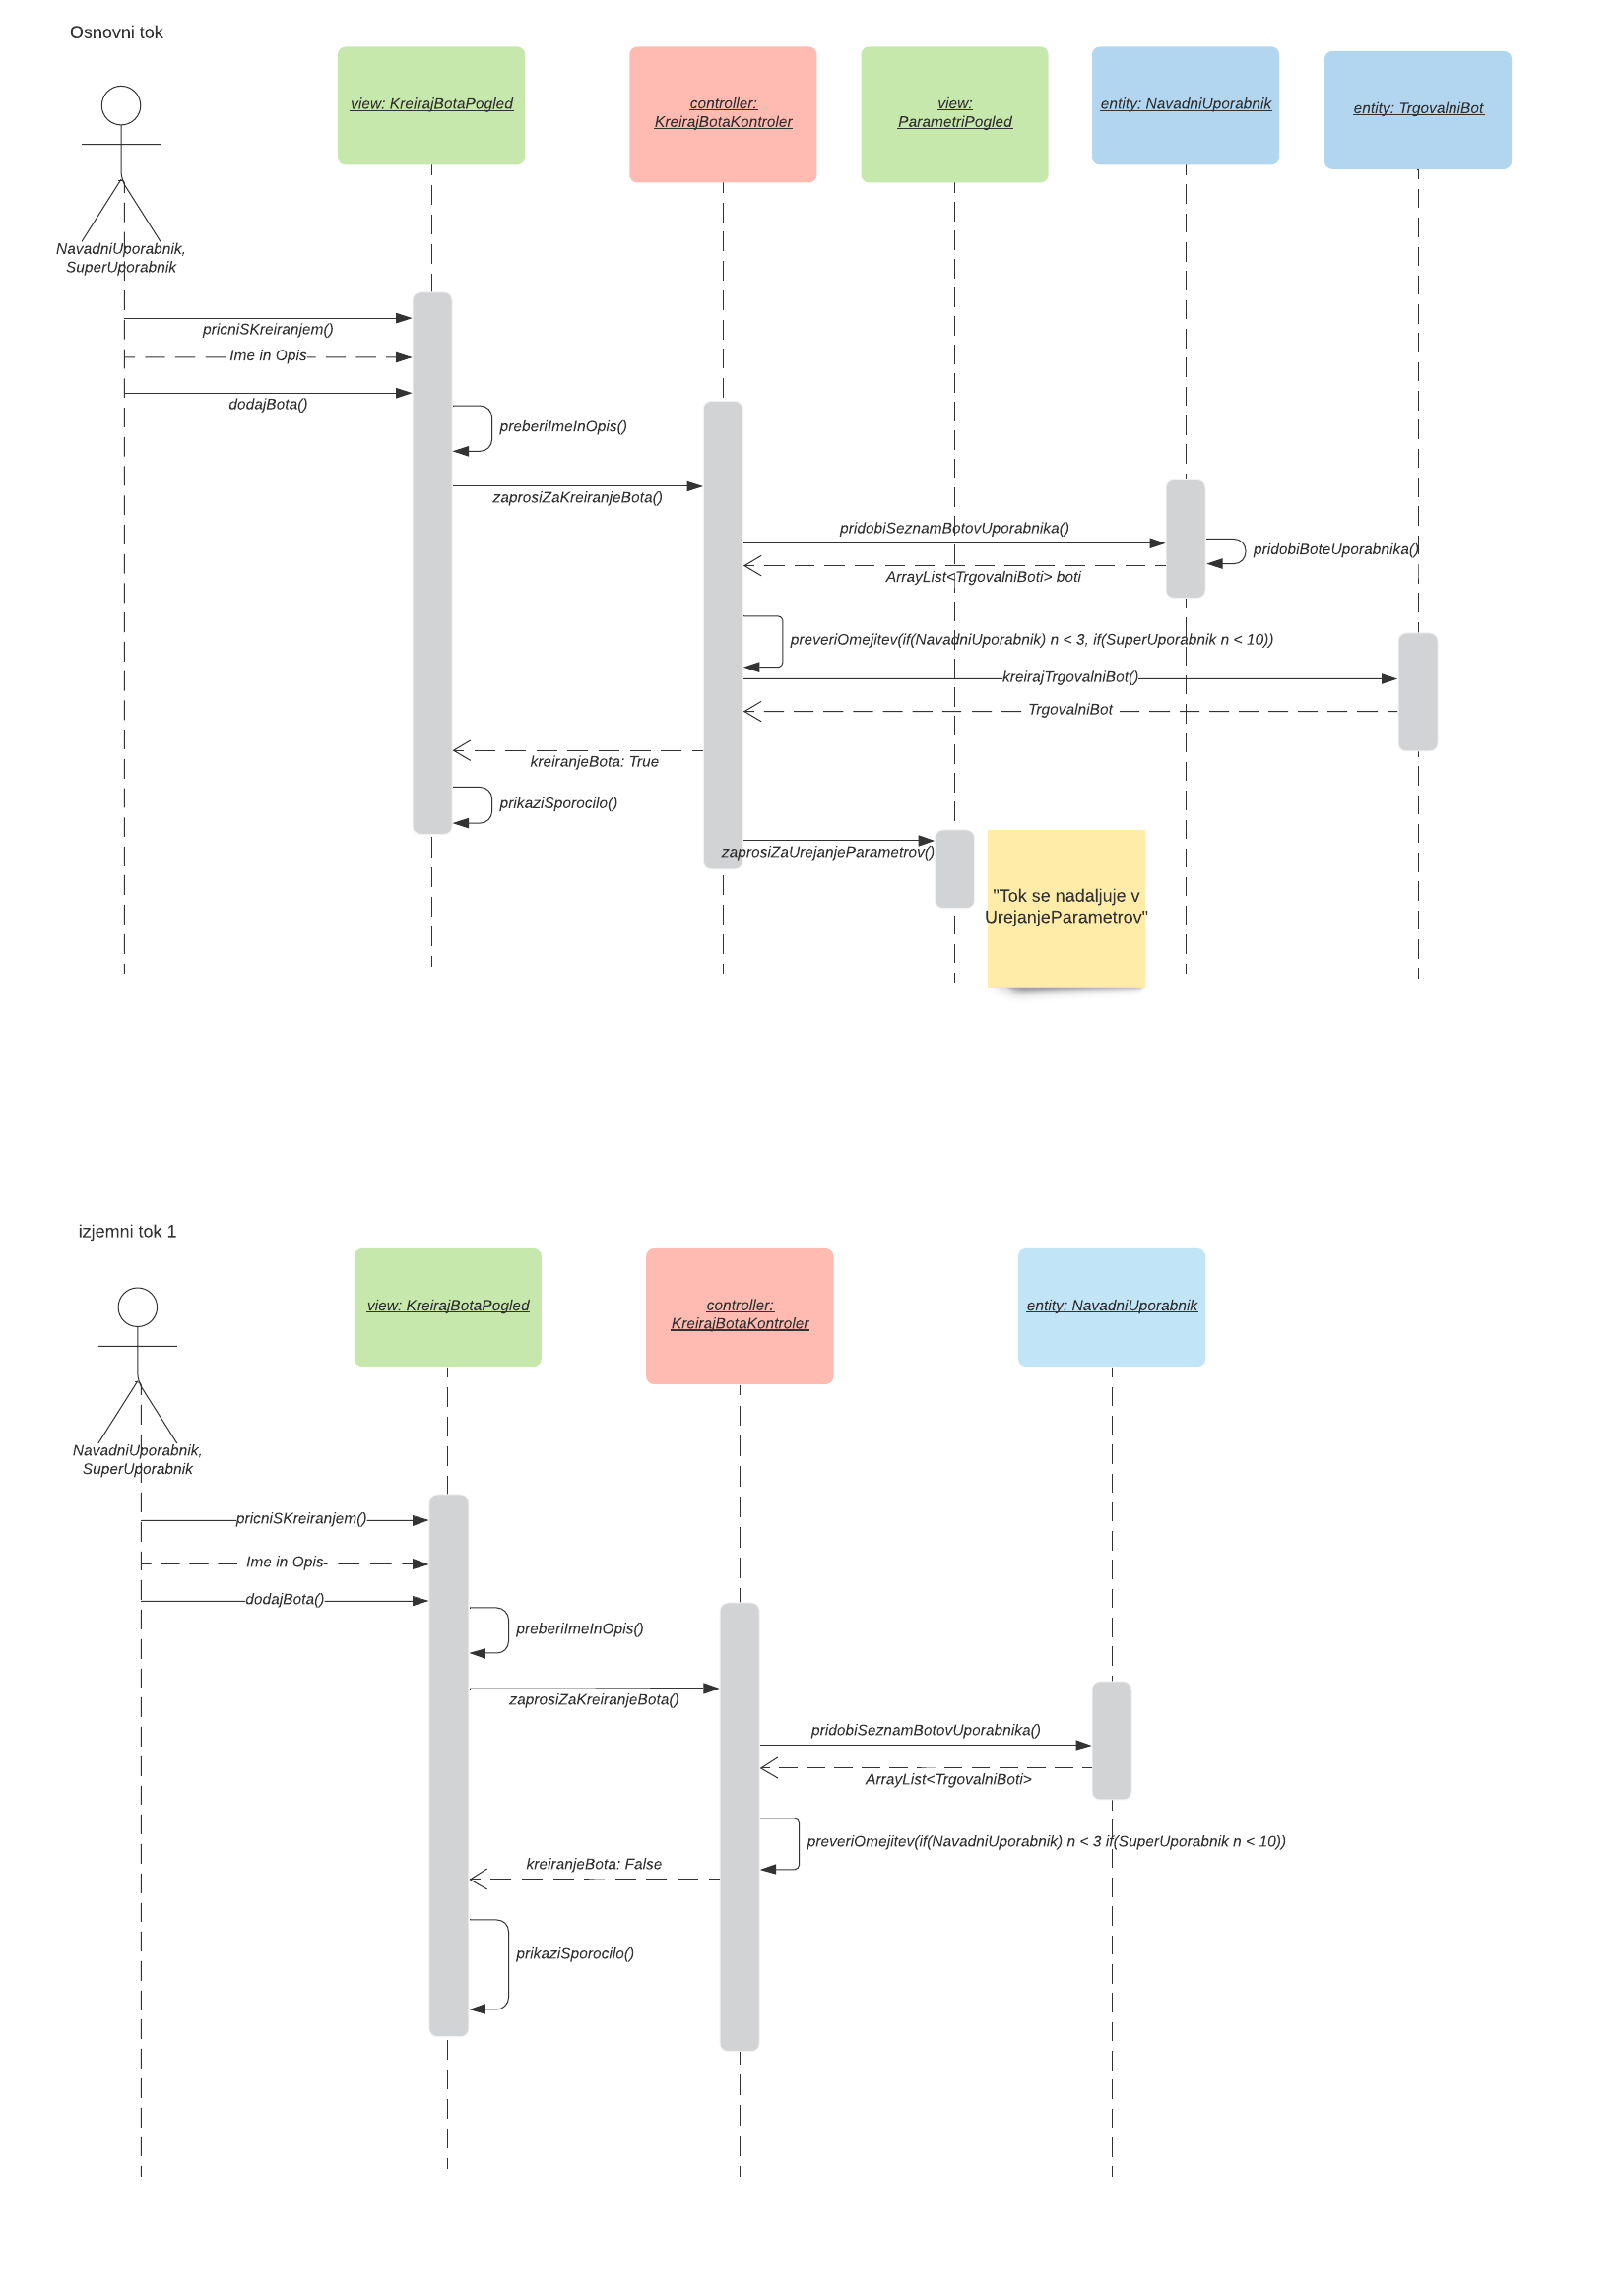 Osnovni tok
view: KreirajBotaPogled
controller:
KreirajBotaKontroler
view:
ParametriPogled
entity: NavadniUporabnik
entity: TrgovalniBot
NavadniUporabnik,
SuperUporabnik
pricniSKreiranjem()
Ime in Opis
dodajBota()
preberiImeInOpis()
zaprosiZaKreiranjeBota()
pridobiSeznamBotovUporabnika()
pridobiBoteUporabnika()
ArrayList<TrgovalniBoti> boti
preveriOmejitev(if(NavadniUporabnik) n < 3, if(SuperUporabnik n < 10))
kreirajTrgovalniBot()
TrgovalniBot
kreiranjeBota: True
prikaziSporocilo()
zaprosiZaUrejanjeParametrov()
"Tok se nadaljuje v
UrejanjeParametrov"
izjemni tok 1
view: KreirajBotaPogled
controller:
KreirajBotaKontroler
entity: NavadniUporabnik
NavadniUporabnik,
SuperUporabnik
pricniSKreiranjem()
Ime in Opis
dodajBota()
preberiImeInOpis()
zaprosiZaKreiranjeBota()
pridobiSeznamBotovUporabnika()
ArrayList<TrgovalniBoti>
preveriOmejitev(if(NavadniUporabnik) n < 3 if(SuperUporabnik n < 10))
kreiranjeBota: False
prikaziSporocilo()